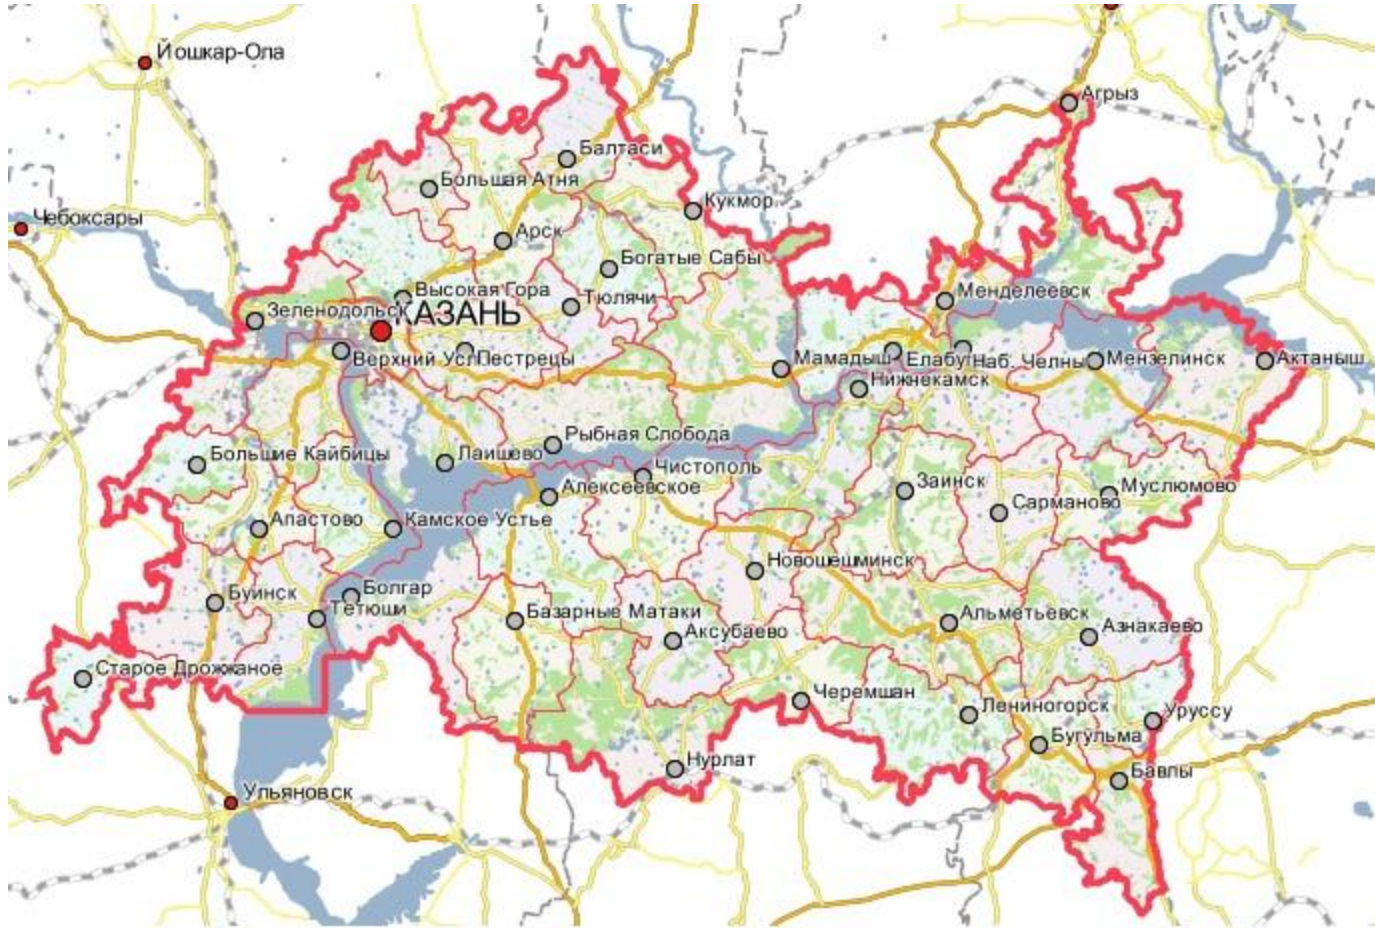 Йошкар-Ола
Агрыз
Балтаси
Большая Атня
Кукмор
Чебоксары
Арск
Богатые Сабы
Высокая Гора
Тюлячи
Менделеевск
Зеленодольск
КАЗАНЬ
Верхний Усл
Пестрецы
Мамадыш
Елабу
Наб. Челны
Мензелинск
Актаныш
Нижнекамск
Рыбная Слобода
Большие Кайбицы
Лаишево
Чистополь
Алексеевское
Заинск
Муслюмово
Сарманово
Апастово
Камское Устье
Новошешминск
Буинск
Болгар
Тетюши
Базарные Матаки
Аксубаево
Альметьевск
Азнакаево
Старое Дрожжаное
Черемшан
Лениногорск
Уруссу
Бугульма
Нурлат
Бавлы
Ульяновск